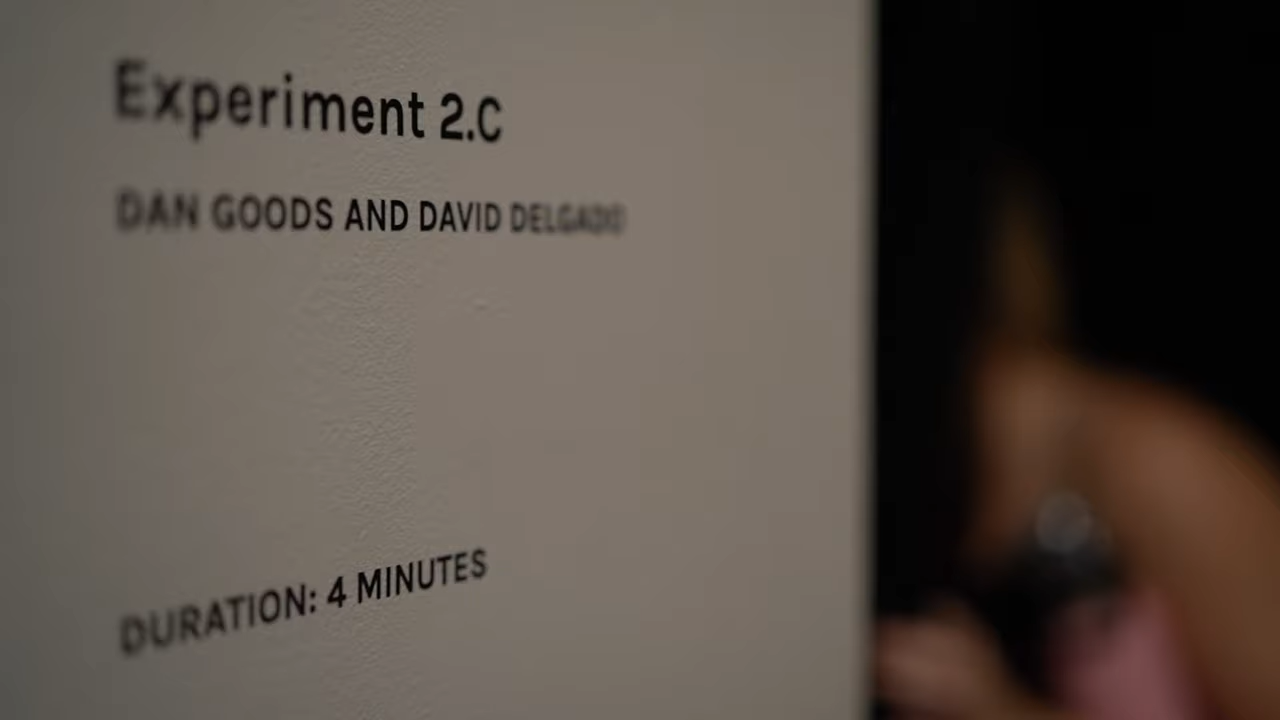 Experiment 2.C
DAN GOODS AND DAVID DELGADO
DURATION: 4 MINUTES